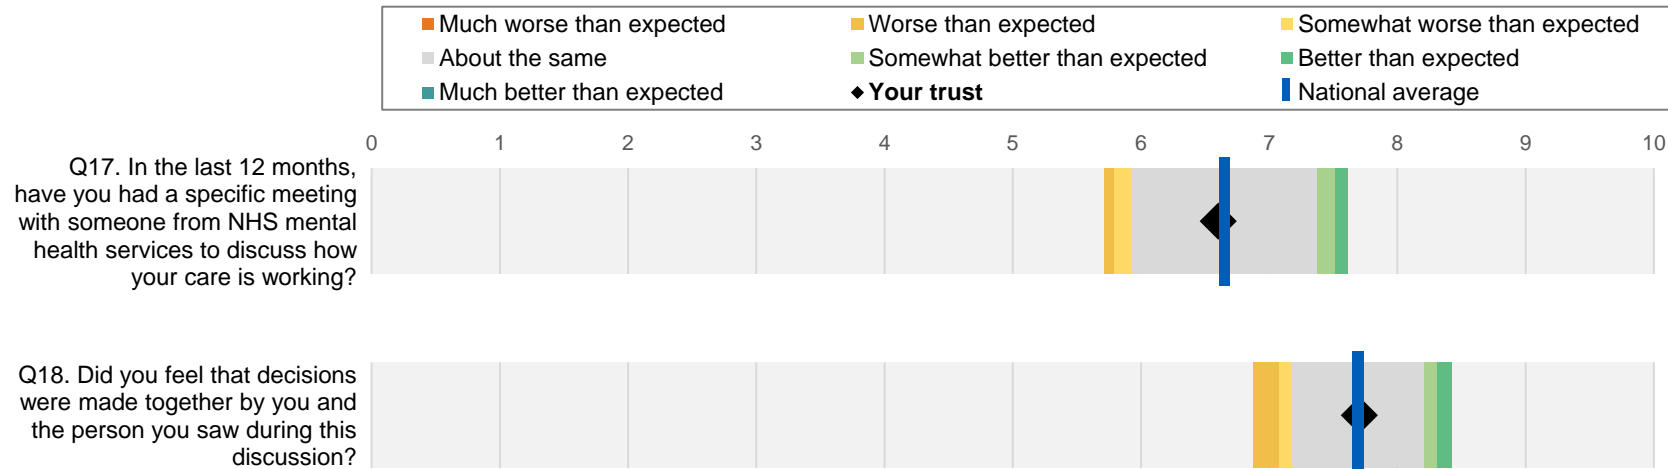 Much worse than expected
Worse than expected
Somewhat worse than expected
About the same
Somewhat better than expected
Better than expected
Much better than expected
Your trust
National average
0 1 2 3 4 5 6 7 8 9 10
Q17. In the last 12 months,
have you had a specific meeting
with someone from NHS mental
health services to discuss how
your care is working?
Q18. Did you feel that decisions
were made together by you and
the person you saw during this
discussion?